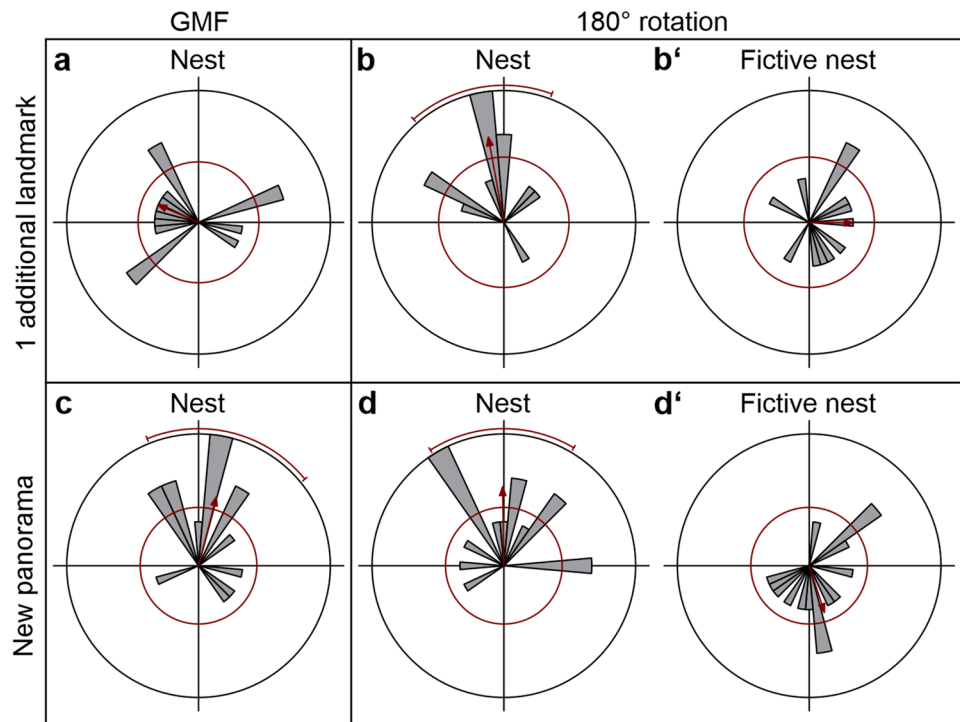 GMF
180° rotation
a
Nest
b
Nest
b'
Fictive nest
1 additional landmark
c
Nest
d
Nest
d'
Fictive nest
New panorama